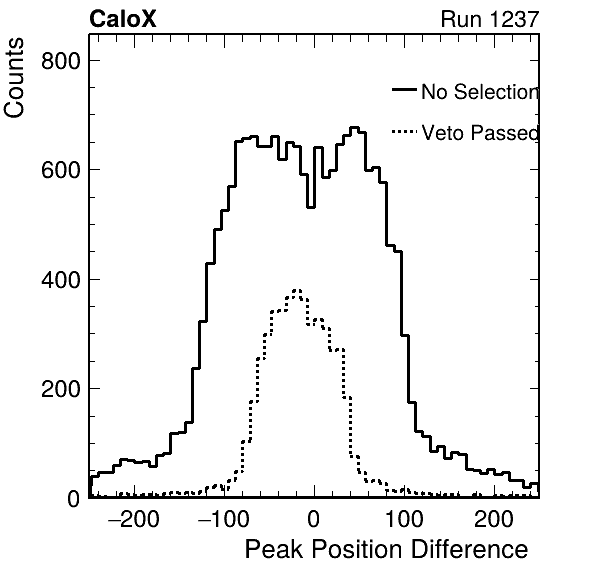 CaloX Run 1237
Counts
800
600
400
200
0
No Selection
Veto Passed
−200 −100 0 100 200
Peak Position Difference